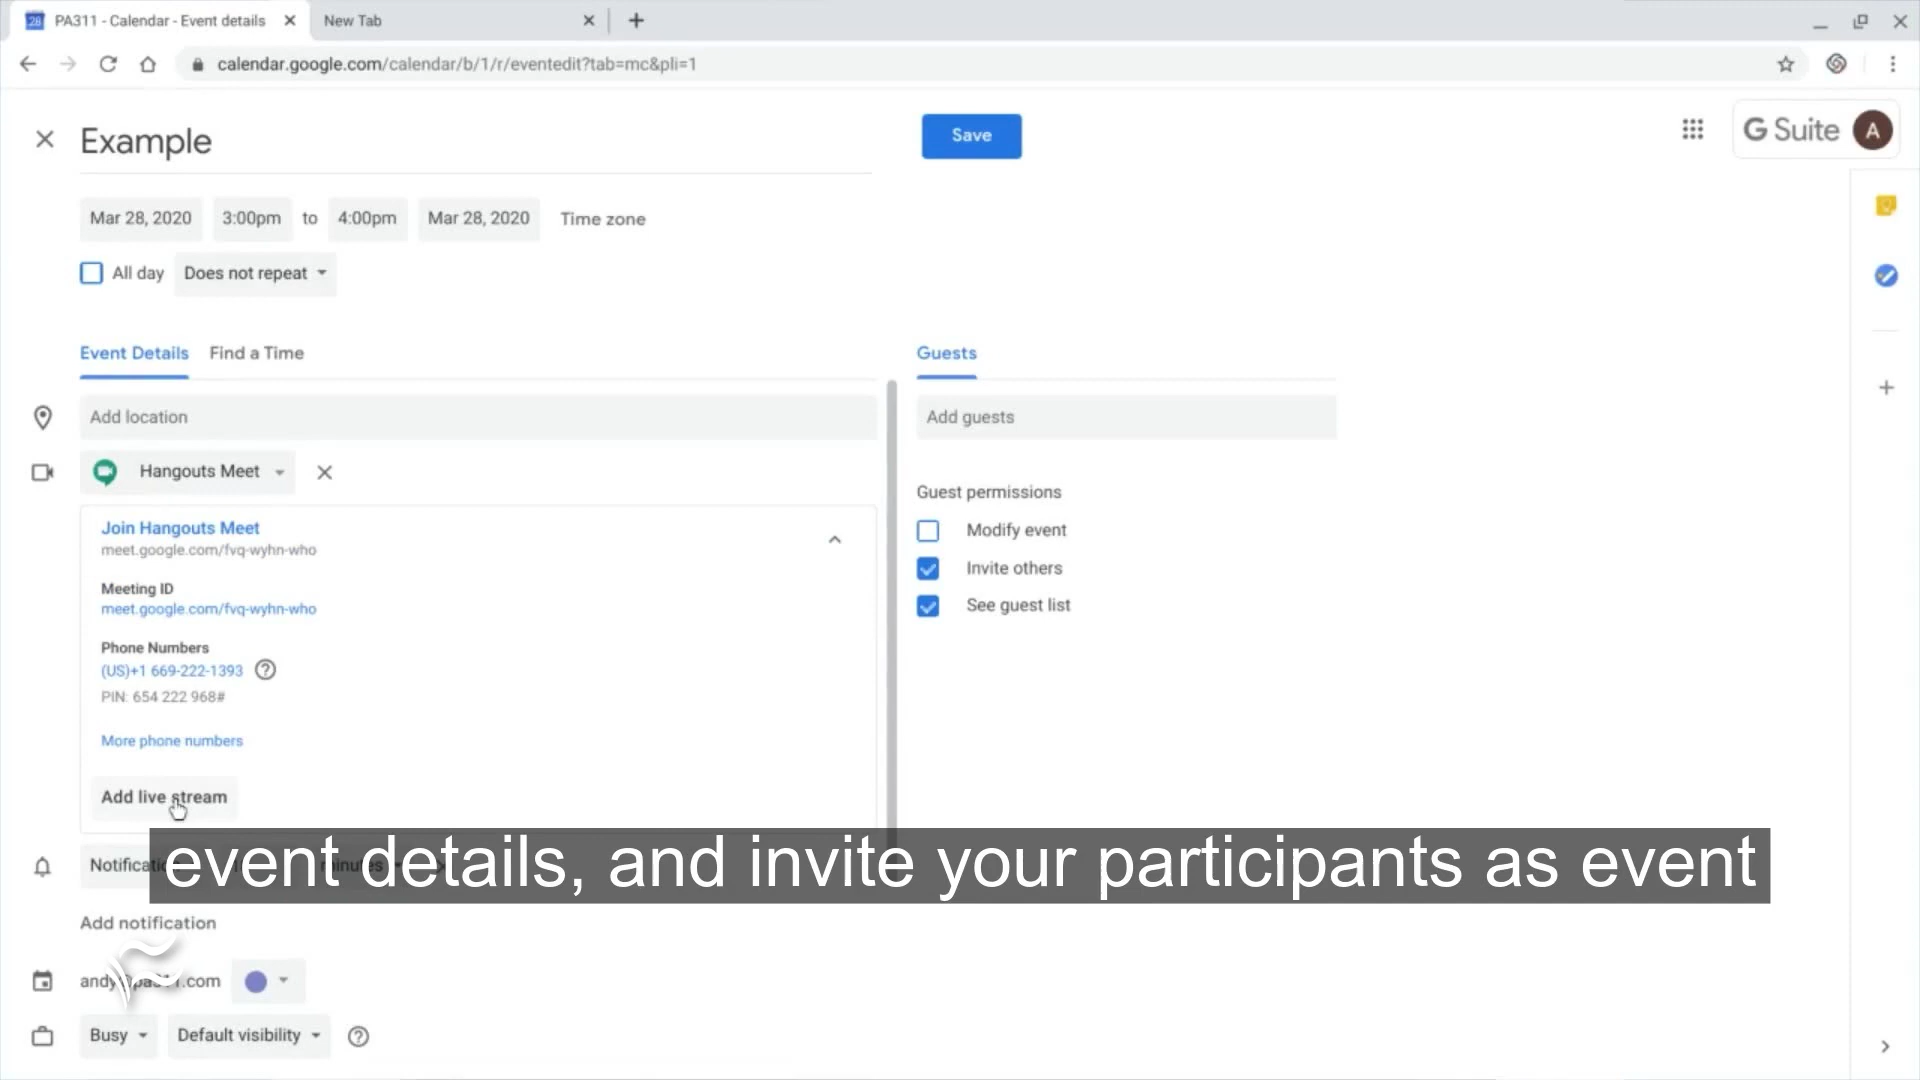 PA311 - Calendar - Event details
New Tab
calendar.google.com/calendar/b/1/r/eventedit?tab=mc&pli=1
Example
Save
G Suite
A
Mar 28, 2020 3:00pm to 4:00pm Mar 28, 2020 Time zone
All day Does not repeat
Event Details Find a Time
Guests
Add location
Add guests
Hangouts Meet
Guest permissions
Join Hangouts Meet
meet.google.com/fvq-wyhn-who
Modify event
Invite others
Meeting ID
meet.google.com/fvq-wyhn-who
See guest list
Phone Numbers
(US)+1 669-222-1393
PIN: 654 222 968#
More phone numbers
Add live stream
event details, and invite your participants as event
Add notification
Busy Default visibility